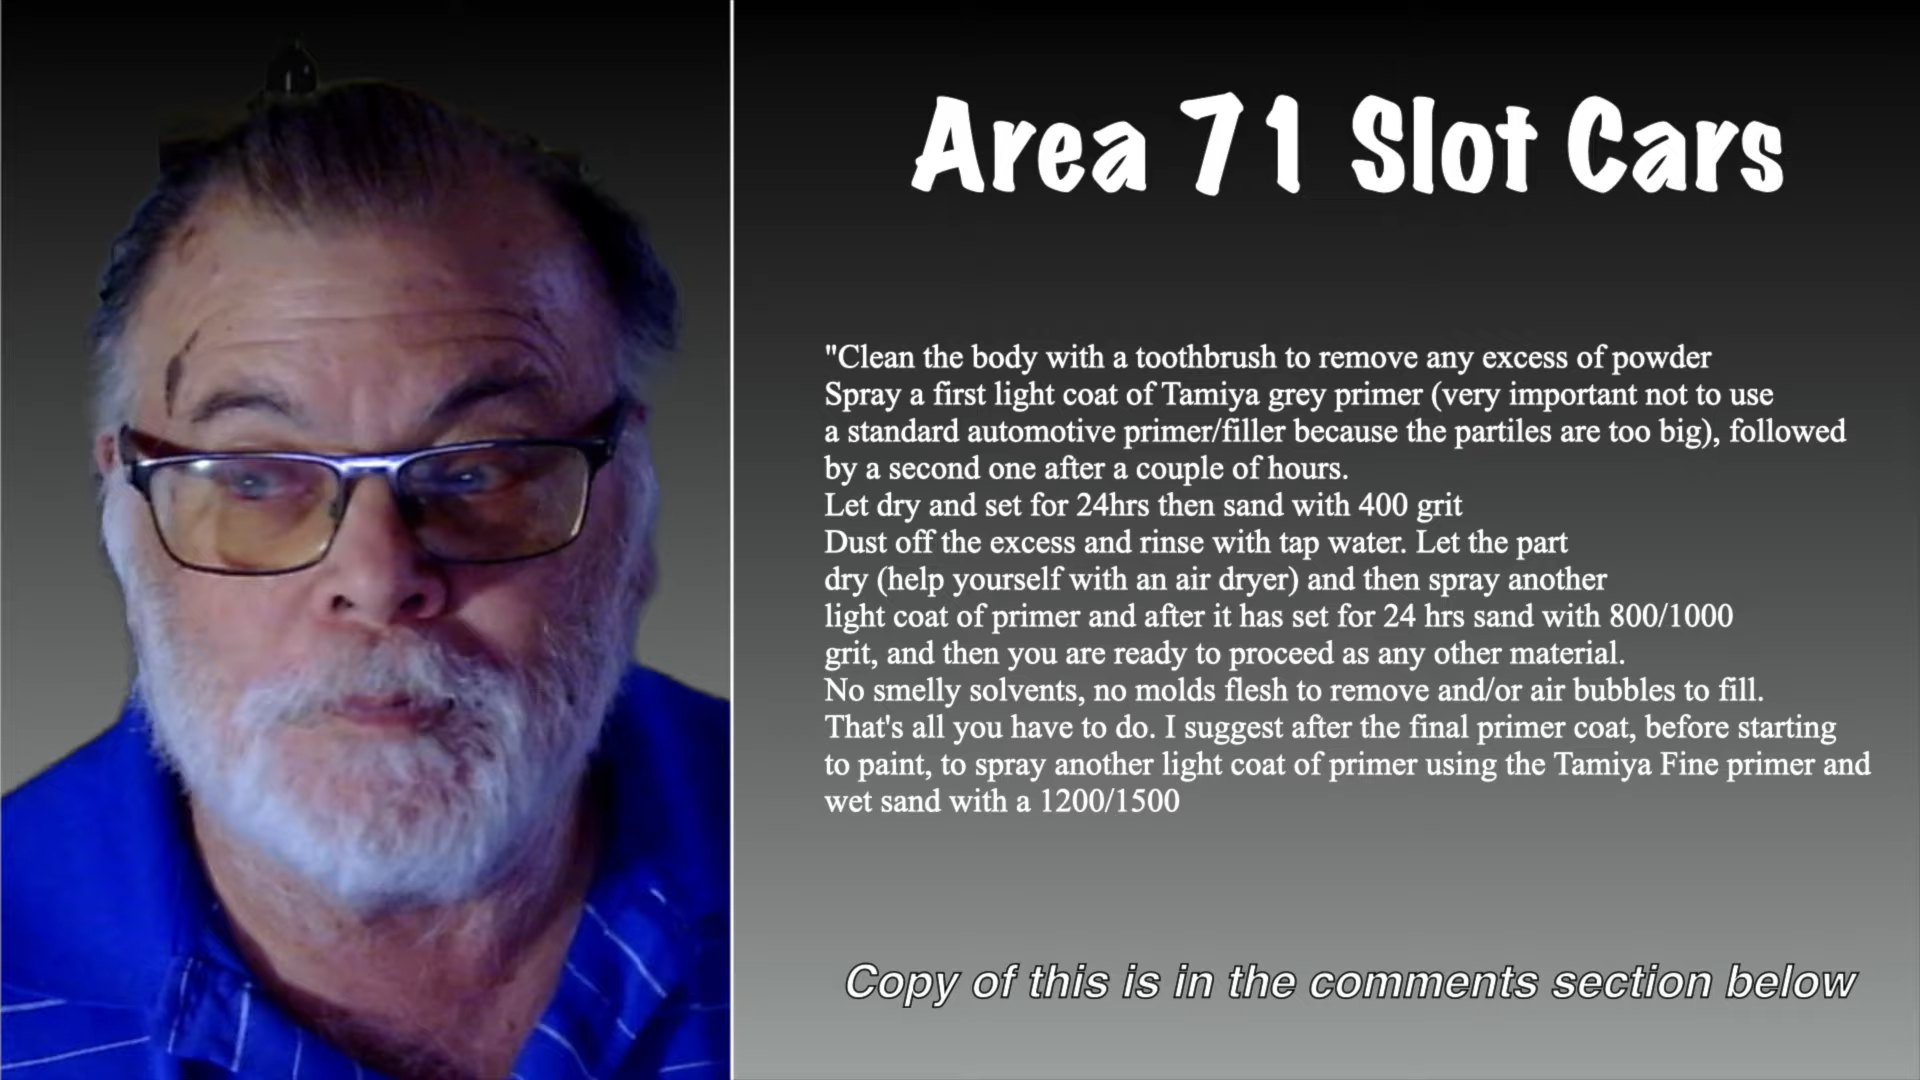 Area 71 Slot Cars
"Clean the body with a toothbrush to remove any excess of powder
Spray a first light coat of Tamiya grey primer (very important not to use
a standard automotive primer/filler because the partiles are too big), followed
by a second one after a couple of hours.
Let dry and set for 24hrs then sand with 400 grit
Dust off the excess and rinse with tap water. Let the part
dry (help yourself with an air dryer) and then spray another
light coat of primer and after it has set for 24 hrs sand with 800/1000
grit, and then you are ready to proceed as any other material.
No smelly solvents, no molds flesh to remove and/or air bubbles to fill.
That's all you have to do. I suggest after the final primer coat, before starting
to paint, to spray another light coat of primer using the Tamiya Fine primer and
wet sand with a 1200/1500
Copy of this is in the comments section below